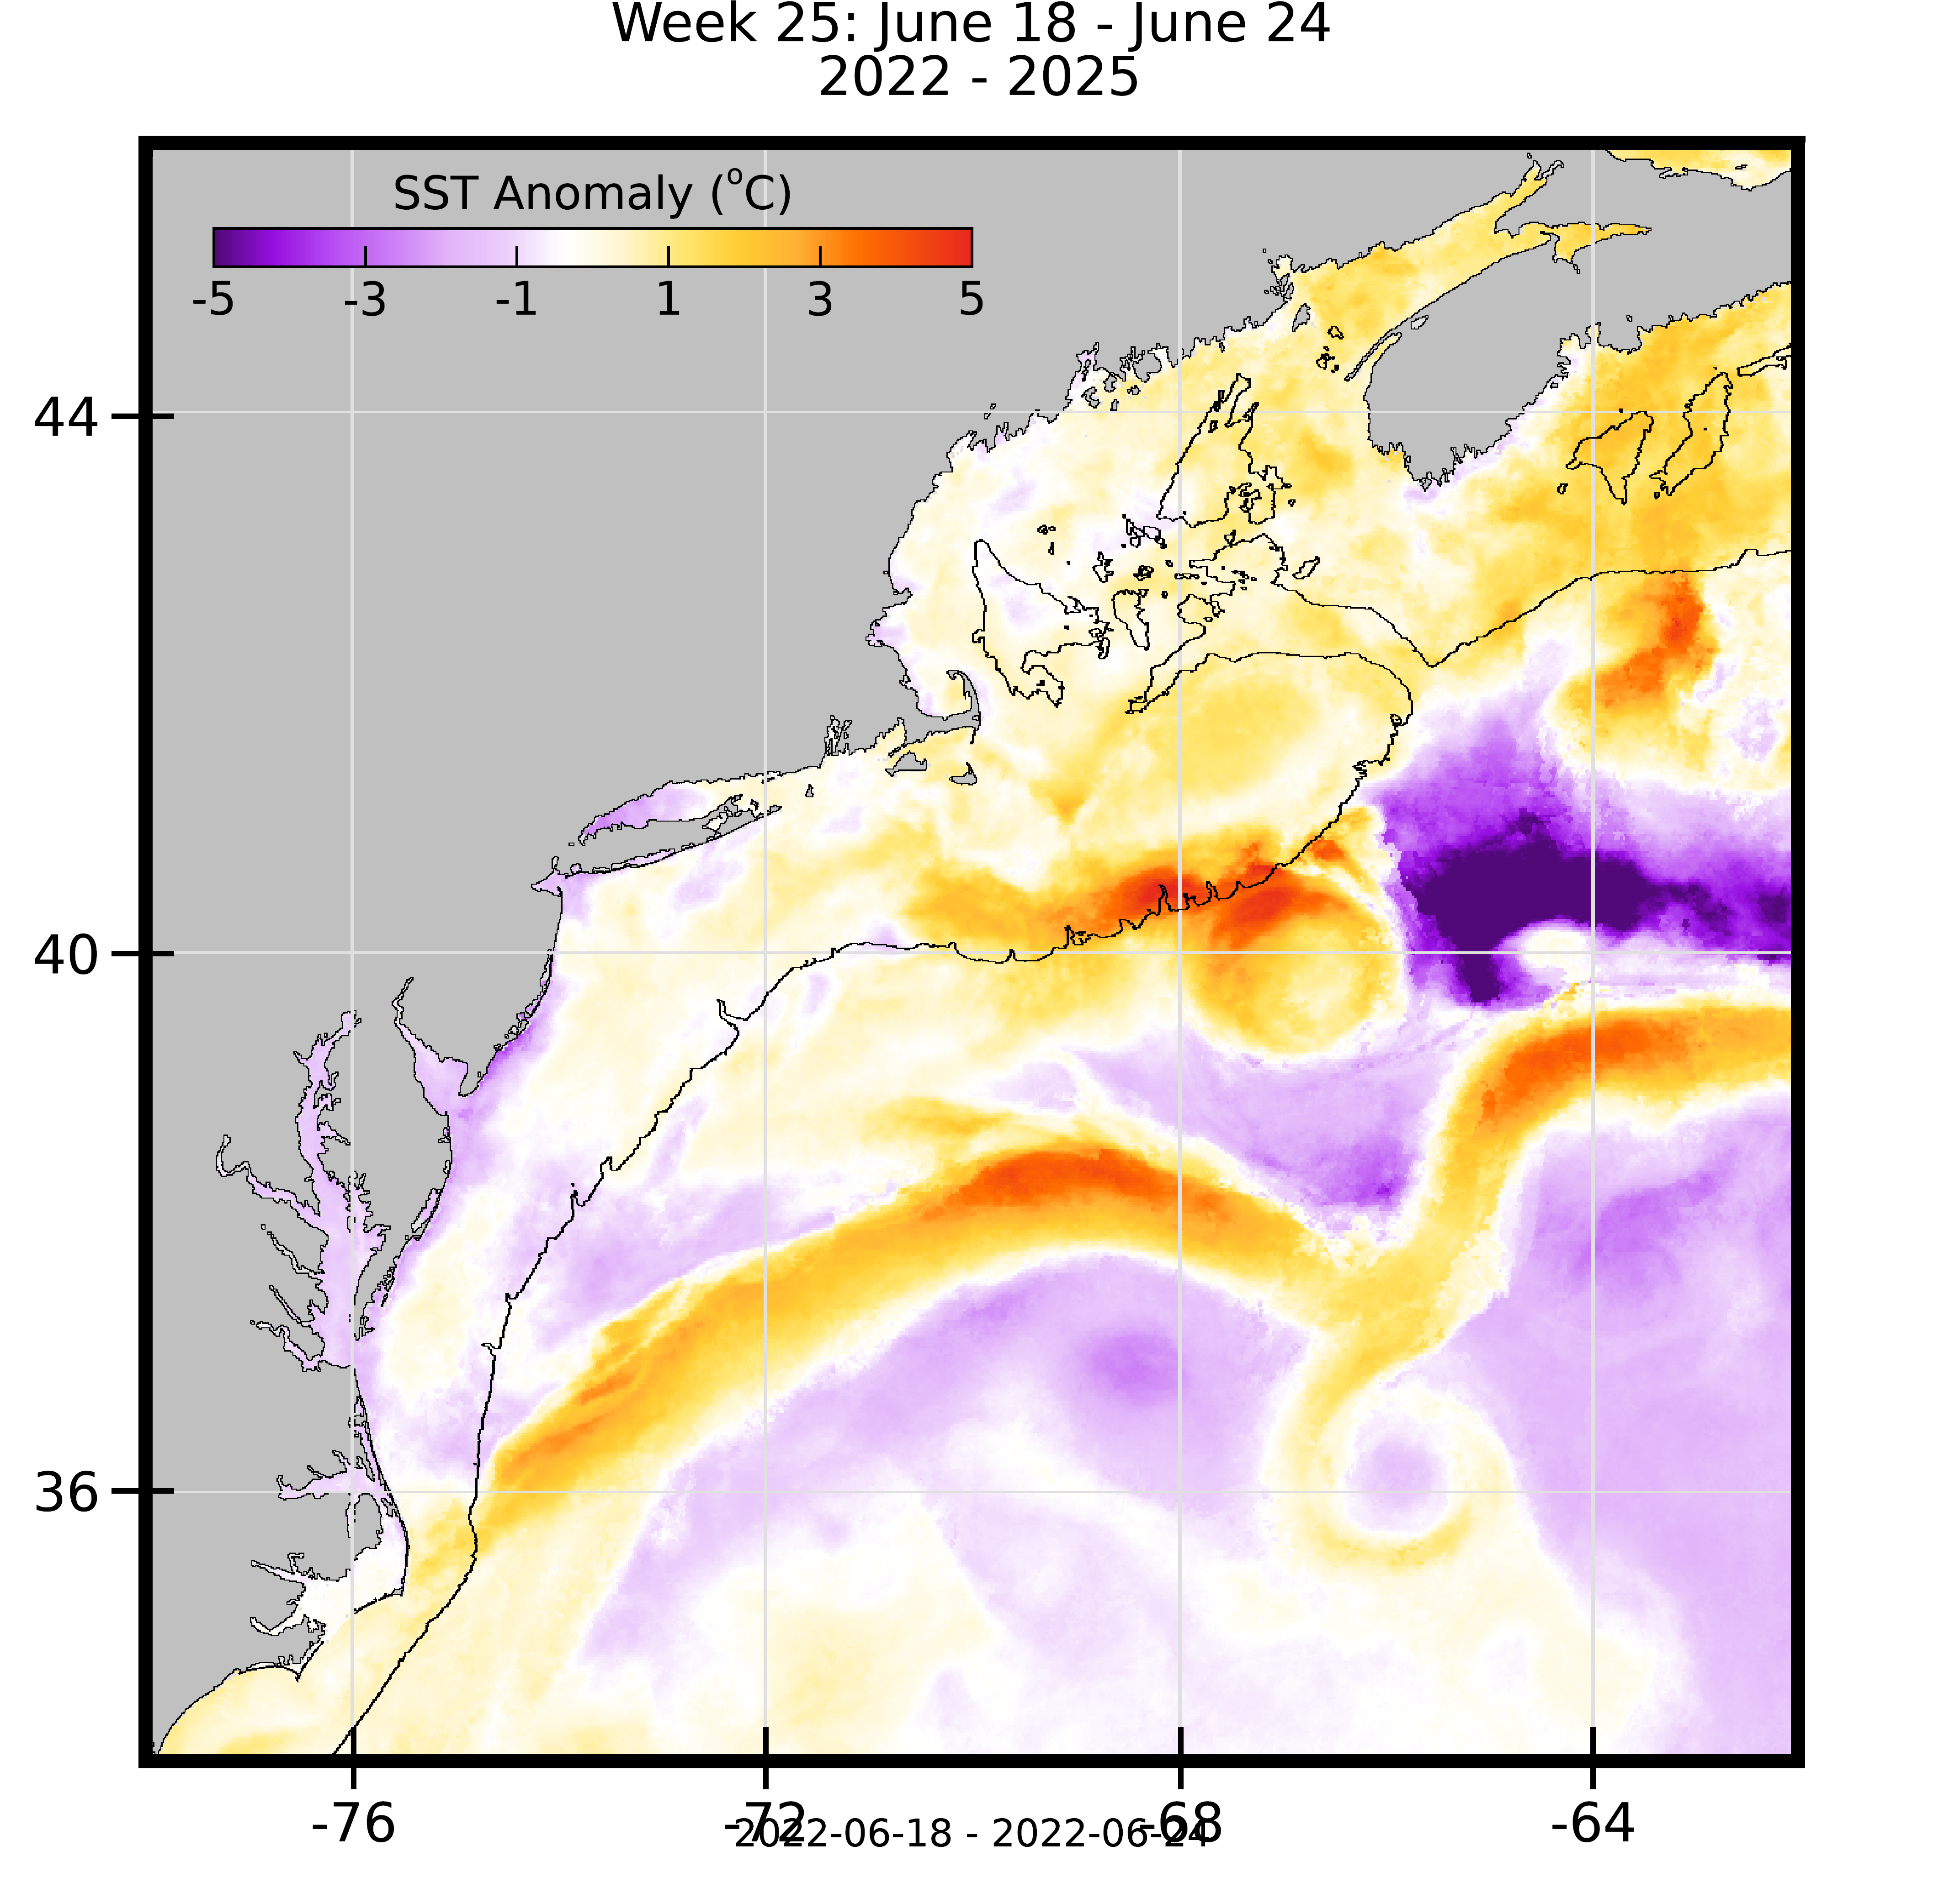 Week 25: June 18 - June 24
2022 - 2025
SST Anomaly (oC)
-5 -3 -1 1 3 5
44
40
36
-76 -72 -68 -64
2022-06-18 - 2022-06-24